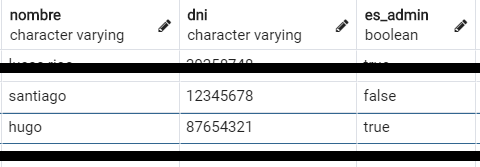 nombre dni es_admin
character varying character varying boolean
santiago 12345678 false
hugo 87654321 true